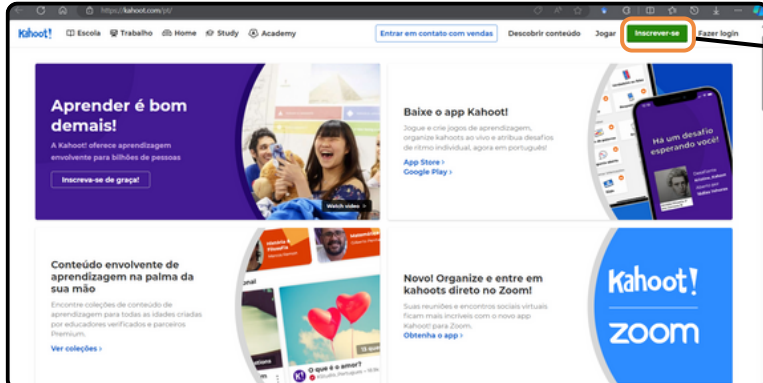 https://kahoot.com/pt/
Kahoot! Escola Trabalho Home Study Academy Entrar em contato com vendas Descobrir conteúdo Jogar Inscrever-se Fazer login
Aprender é bom
demais!
A Kahoot! oferece aprendizagem
envolvente para bilhões de pessoas
Inscreva-se de graça!
Watch video >
Baixe o app Kahoot!
Jogue e crie jogos de aprendizagem,
organize kahoots ao vivo e atribua desafios
de ritmo individual, agora em português!
App Store >
Google Play >
Há um desafio
esperando você!
Conteúdo envolvente de
aprendizagem na palma da
sua mão
Encontre coleções de conteúdo de
aprendizagem para todas as idades criadas
por educadores verificados e parceiros
Premium.
Ver coleções >
História e
Filosofia
O que é o amor?
Novo! Organize e entre em
kahoots direto no Zoom!
Suas reuniões e encontros sociais virtuais
ficam mais incríveis com o novo app
Kahoot! para Zoom.
Obtenha o app >
Kahoot!
zoom